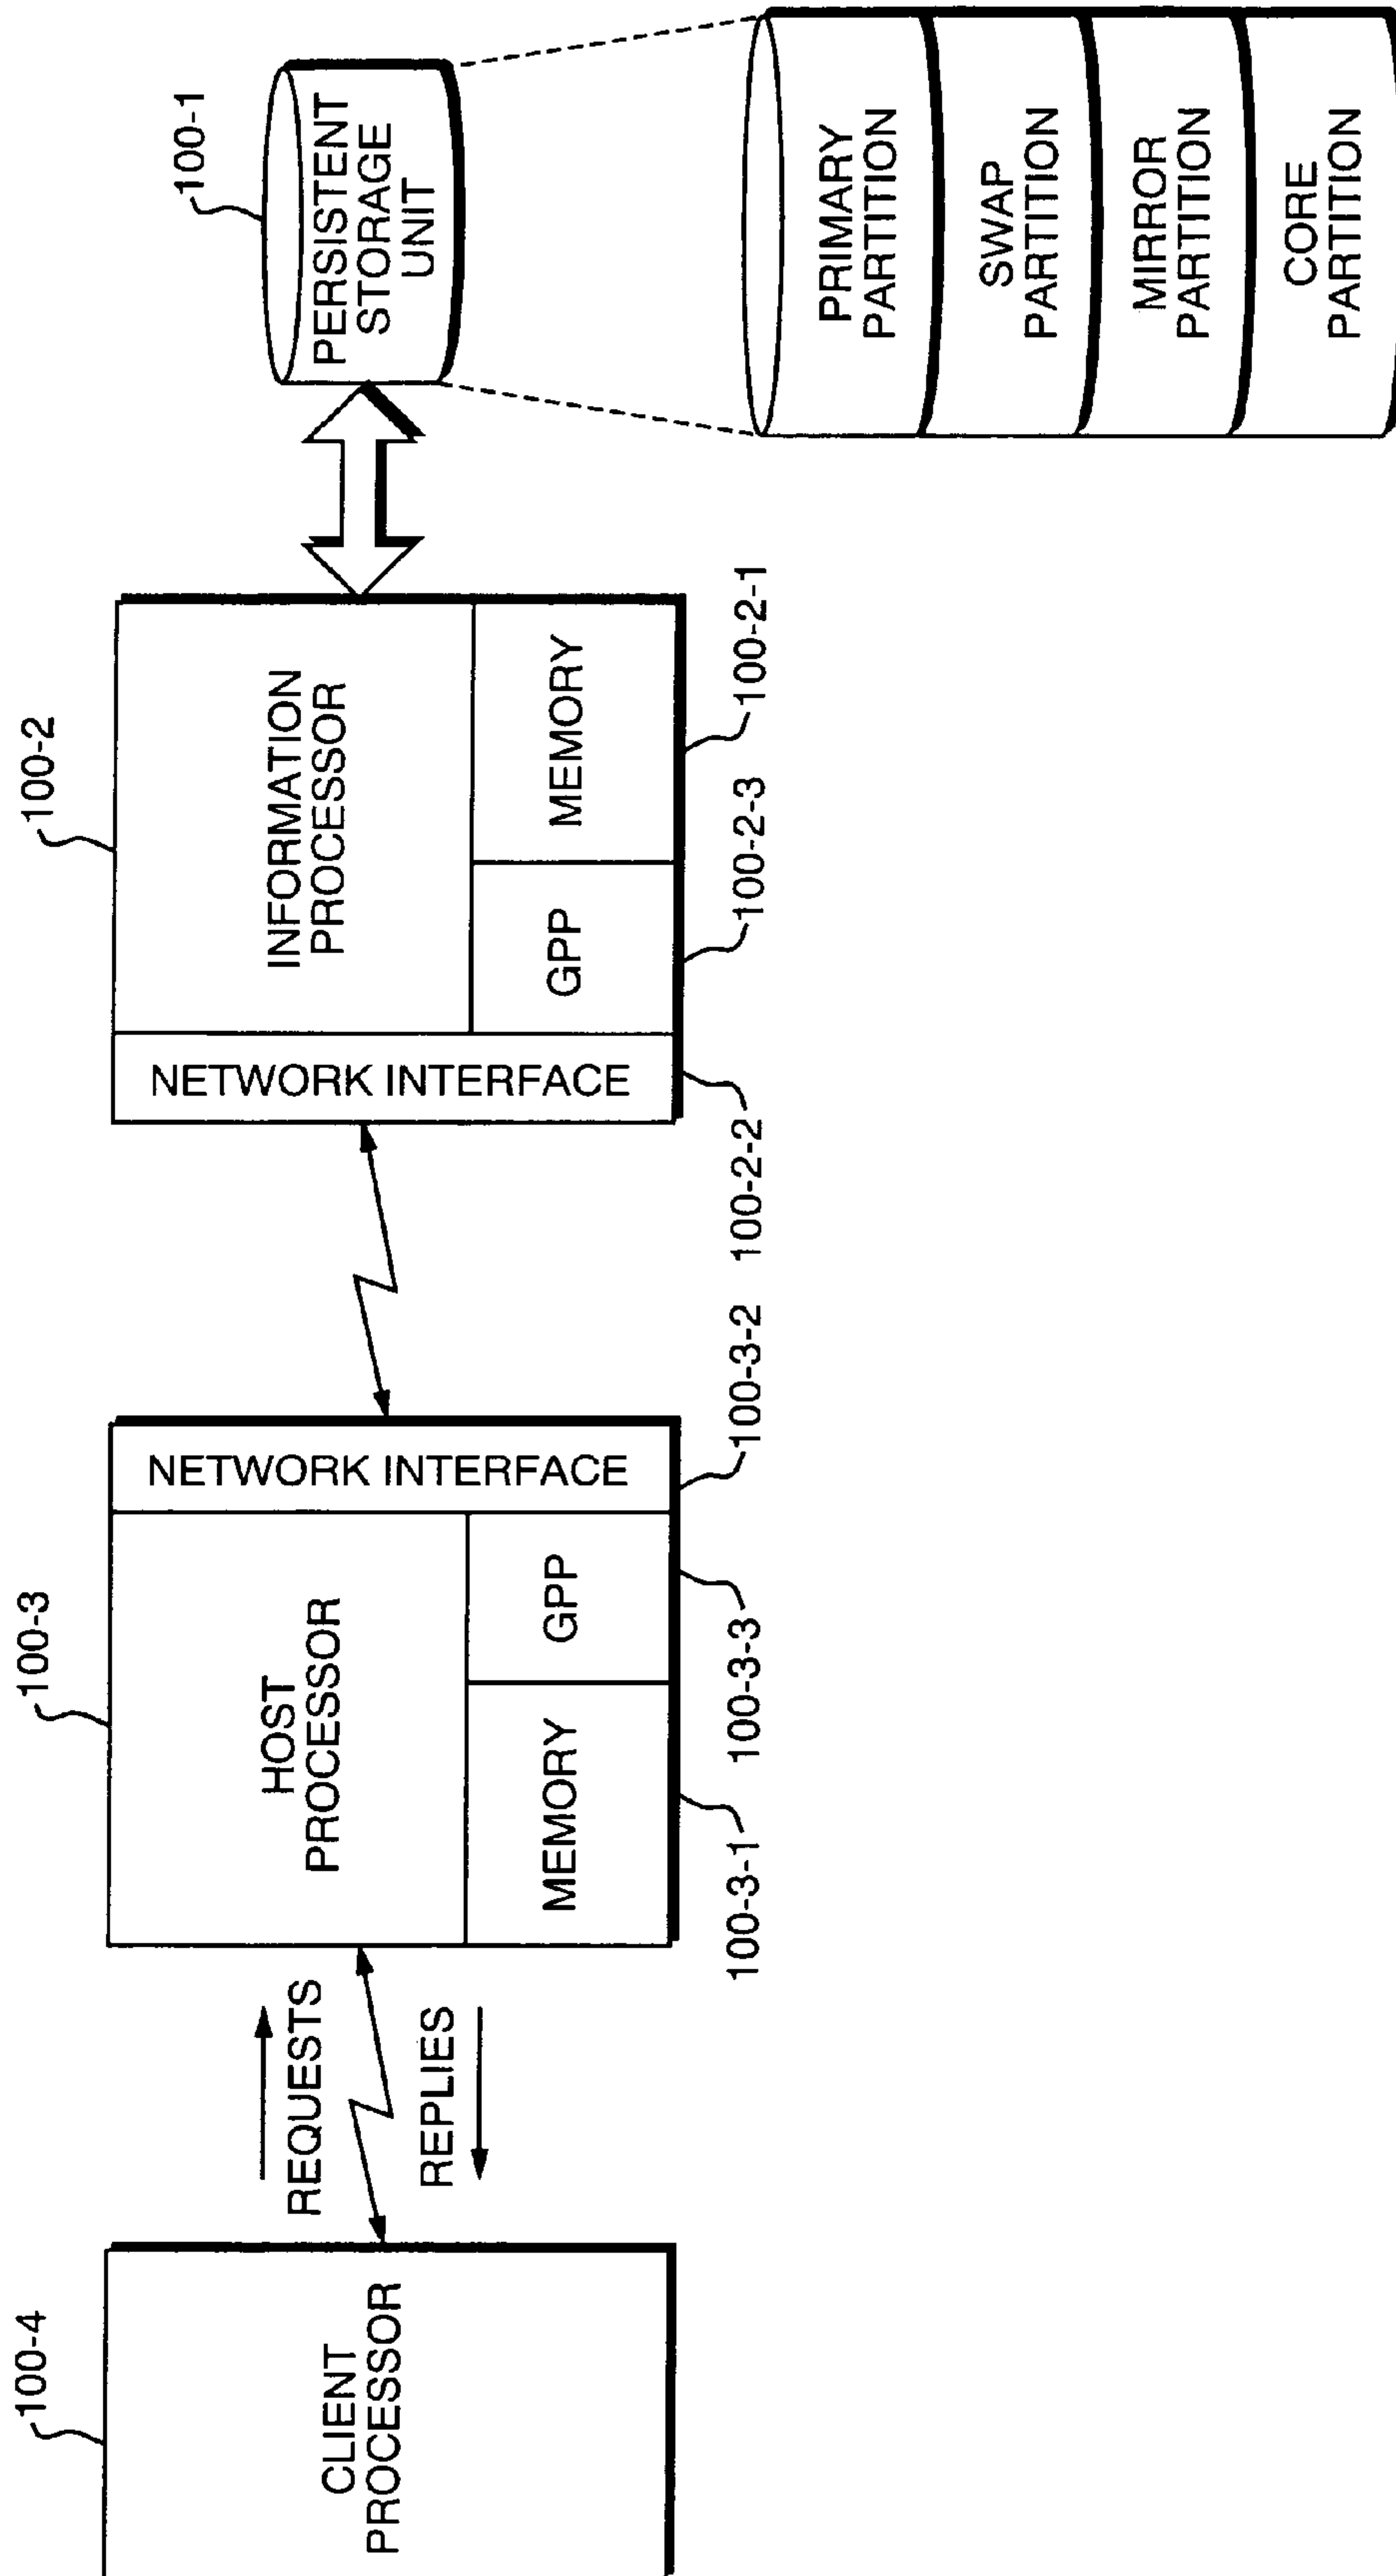 100-4
CLIENT
PROCESSOR
REQUESTS
REPLIES
100-3
HOST
PROCESSOR
MEMORY
GPP
NETWORK INTERFACE
100-3-1
100-3-3
100-3-2
100-2
NETWORK INTERFACE
INFORMATION
PROCESSOR
GPP
MEMORY
100-2-2
100-2-3
100-2-1
100-1
PERSISTENT
STORAGE
UNIT
PRIMARY
PARTITION
SWAP
PARTITION
MIRROR
PARTITION
CORE
PARTITION